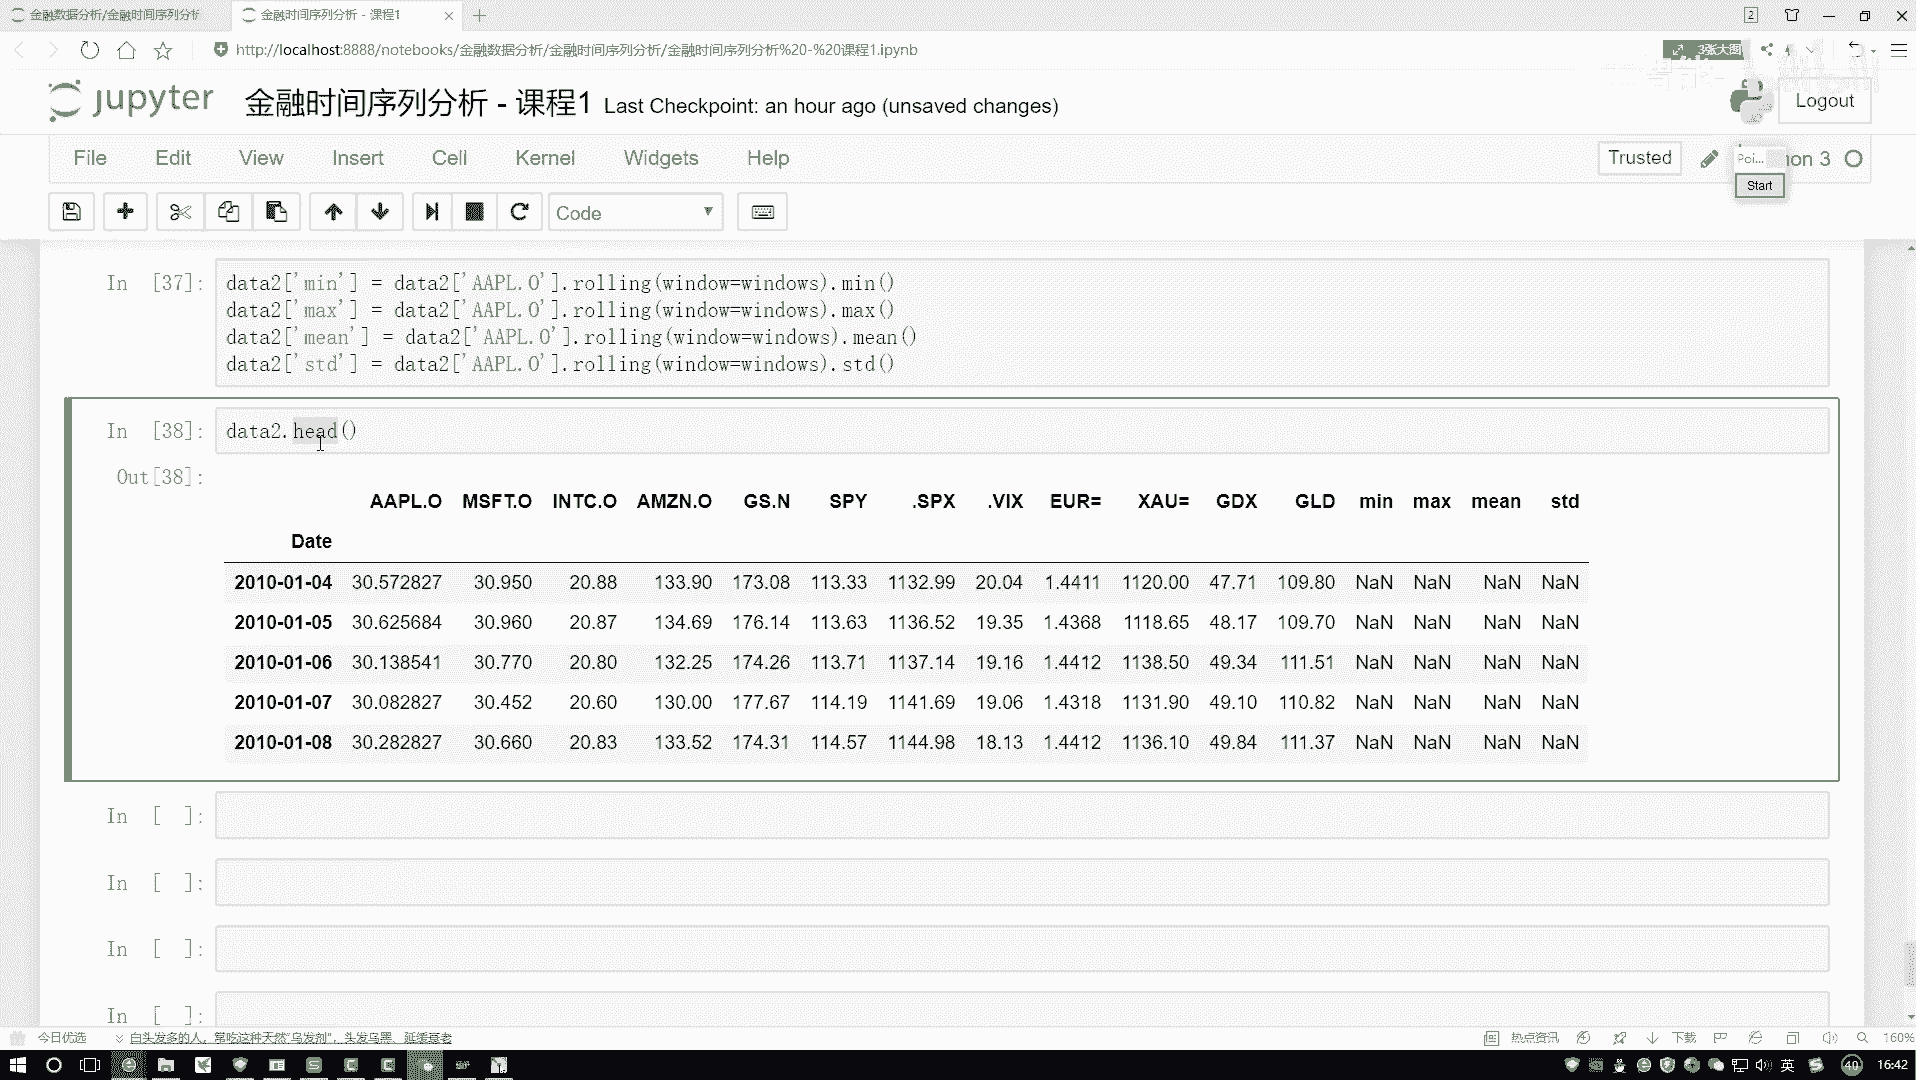 金融数据分析/金融时间序列分析
金融时间序列分析 - 课程1
2
http://localhost:8888/notebooks/金融数据分析/金融时间序列分析/金融时间序列分析%20-%20课程1.ipynb
3张大图
jupyter 金融时间序列分析 - 课程1 Last Checkpoint: an hour ago (unsaved changes)
Logout
File Edit View Insert Cell Kernel Widgets Help
Trusted
Poi... hon 3
Start
Code
In [37]:
data2['min'] = data2['AAPL.O'].rolling(window=windows).min()
data2['max'] = data2['AAPL.O'].rolling(window=windows).max()
data2['mean'] = data2['AAPL.O'].rolling(window=windows).mean()
data2['std'] = data2['AAPL.O'].rolling(window=windows).std()
In [38]: data2.head()
Out[38]:
AAPL.O MSFT.O INTC.O AMZN.O GS.N SPY .SPX .VIX EUR= XAU= GDX GLD min max mean std
Date
2010-01-04 30.572827 30.950 20.88 133.90 173.08 113.33 1132.99 20.04 1.4411 1120.00 47.71 109.80 NaN NaN NaN NaN
2010-01-05 30.625684 30.960 20.87 134.69 176.14 113.63 1136.52 19.35 1.4368 1118.65 48.17 109.70 NaN NaN NaN NaN
2010-01-06 30.138541 30.770 20.80 132.25 174.26 113.71 1137.14 19.16 1.4412 1138.50 49.34 111.51 NaN NaN NaN NaN
2010-01-07 30.082827 30.452 20.60 130.00 177.67 114.19 1141.69 19.06 1.4318 1131.90 49.10 110.82 NaN NaN NaN NaN
2010-01-08 30.282827 30.660 20.83 133.52 174.31 114.57 1144.98 18.13 1.4412 1136.10 49.84 111.37 NaN NaN NaN NaN
In [ ]:
In [ ]:
In [ ]:
In [ ]:
今日优选 白头发多的人，常吃这种天然"乌发剂"，头发乌黑、延缓衰老
热点资讯 下载 160%
英 40 16:42